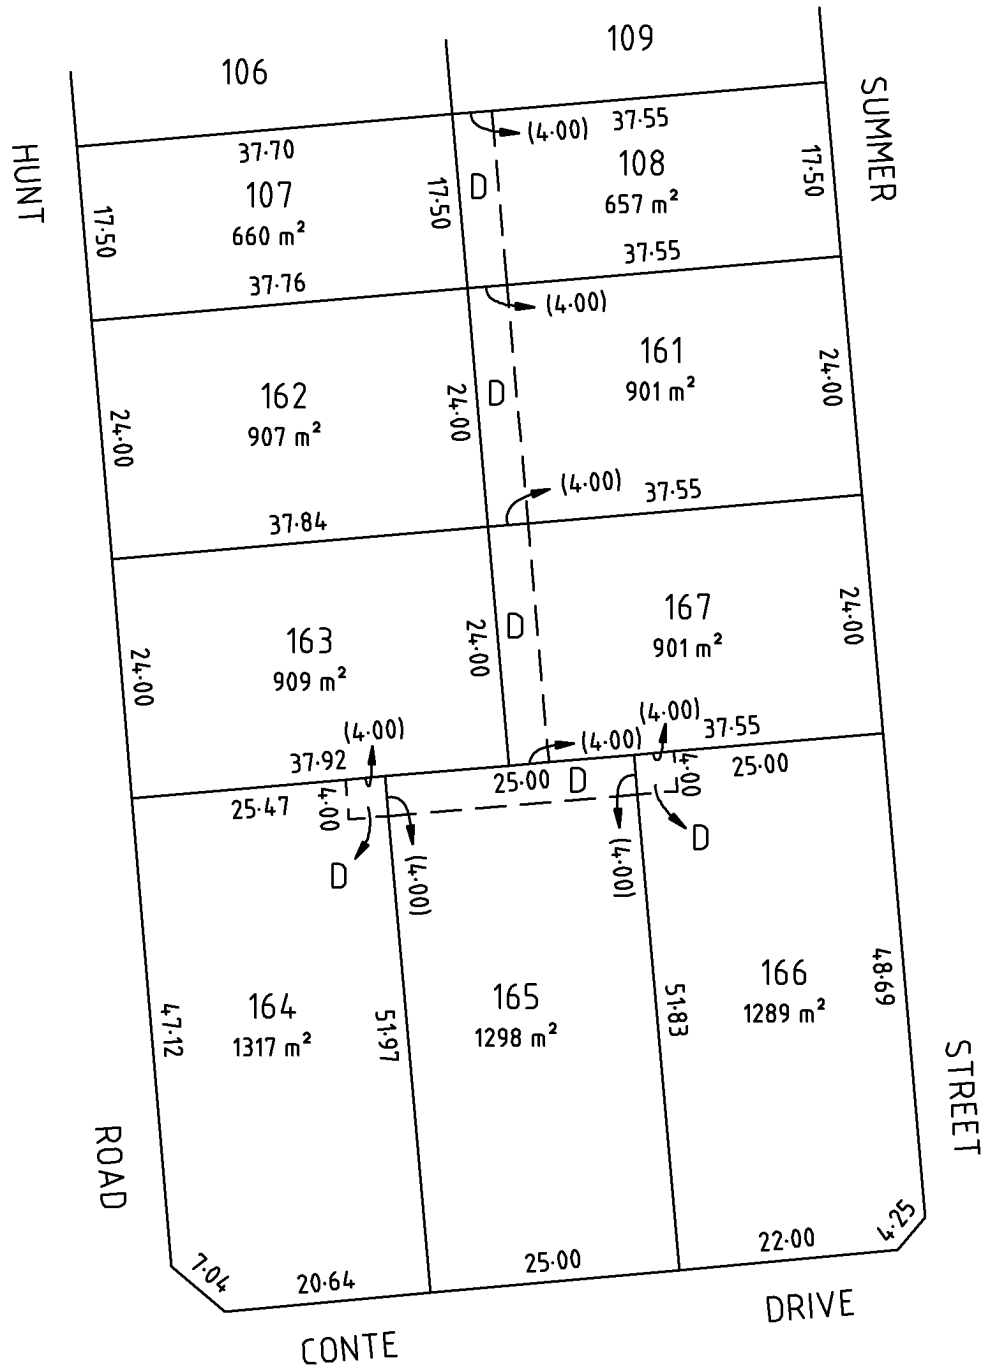 106
109
SUMMER
HUNT
37·70
(4·00)
37·55
107
660 m²
17·50
17·50
D
108
657 m²
17·50
37·76
37·55
(4·00)
162
907 m²
24·00
24·00
D
161
901 m²
24·00
37·84
(4·00)
37·55
163
909 m²
24·00
24·00
D
167
901 m²
24·00
(4·00)
(4·00)
37·92
(4·00)
37·55
25·47
4·00
25·00
D
4·00
25·00
D
(4·00)
(4·00)
D
164
1317 m²
47·12
51·97
165
1298 m²
51·83
166
1289 m²
48·69
ROAD
STREET
7·04
20·64
25·00
22·00
4·25
CONTE
DRIVE